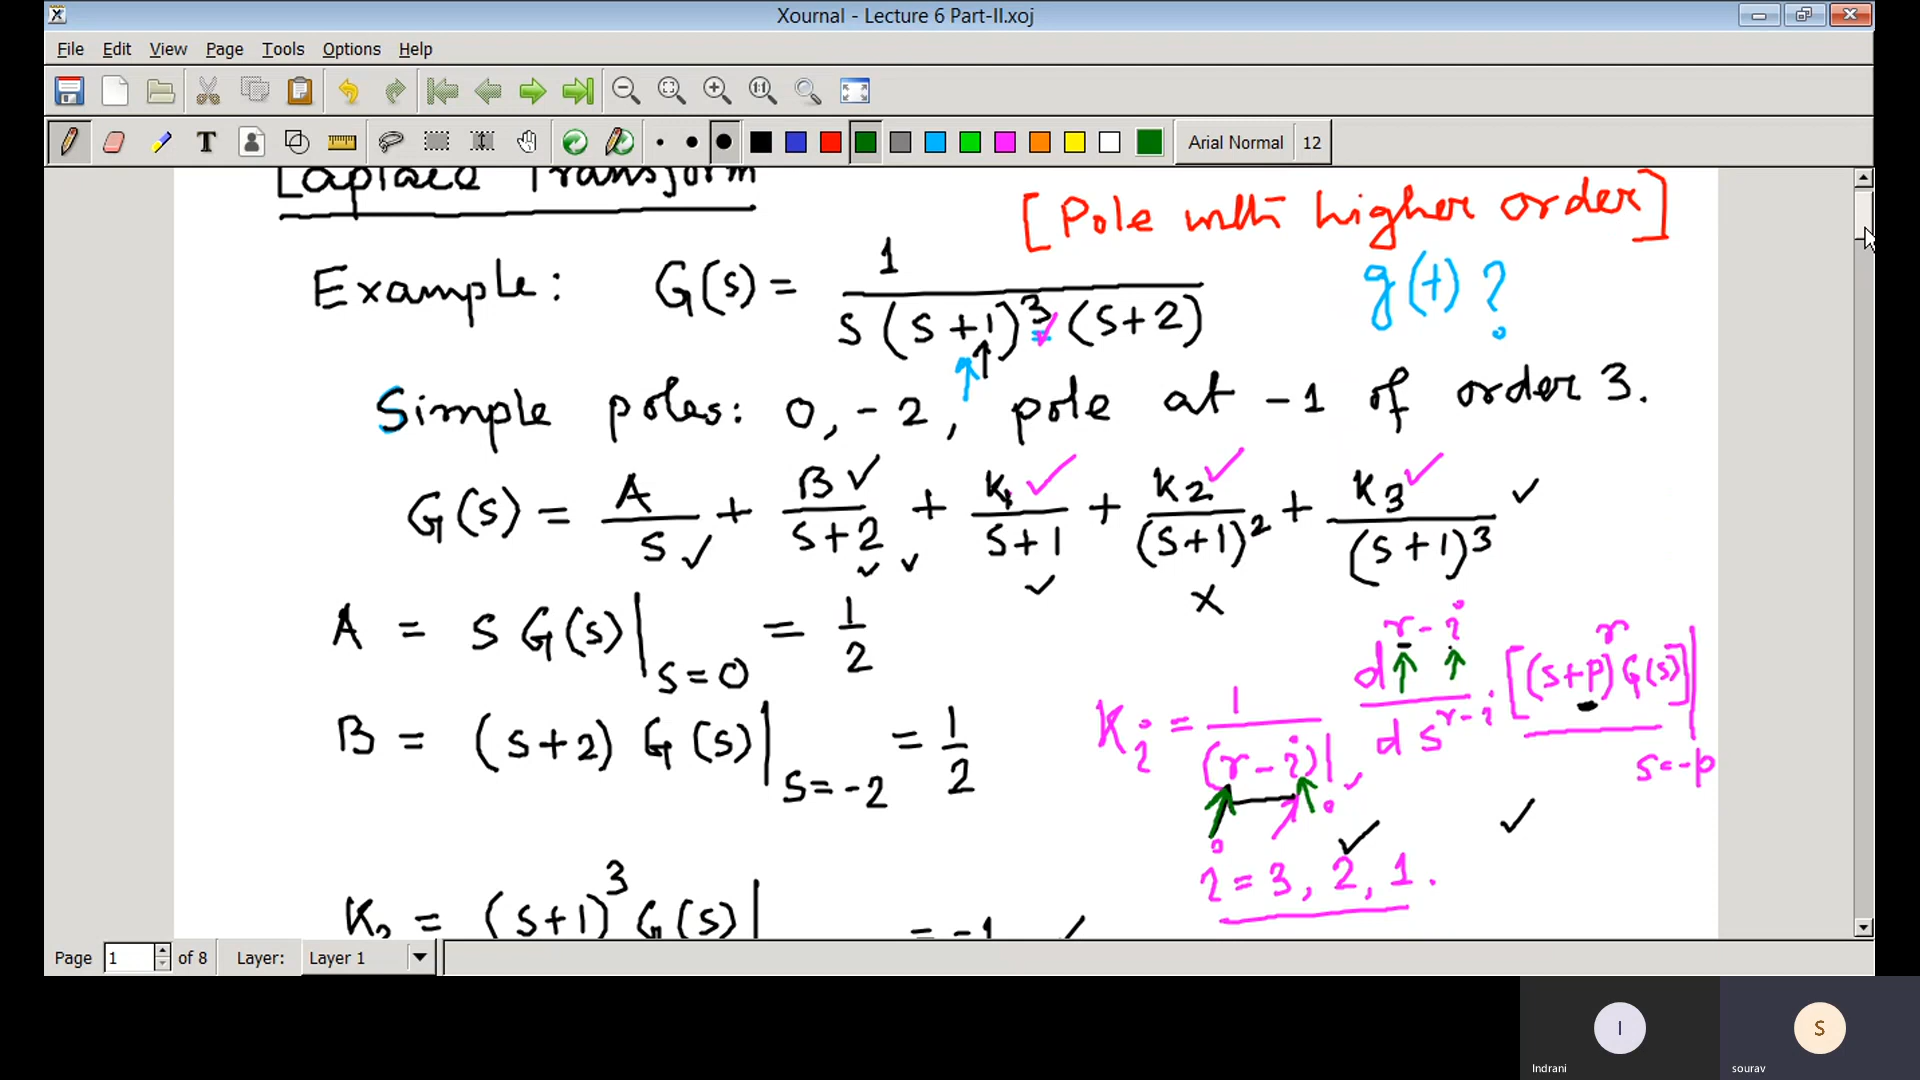 Xournal - Lecture 6 Part-II.xoj
File Edit View Page Tools Options Help
Arial Normal 12
Laplace Transform
[Pole with higher order]
Example: G(s) = 1 / s (s+1)^3 (s+2)
g(t) ?
Simple poles: 0, -2, pole at -1 of order 3.
G(s) = A/s ✓ + B ✓/s+2 ✓ ✓ + K1 ✓/s+1 ✓ + K2 ✓/(s+1)^2 x + K3 ✓/(s+1)^3 ✓
A = s G(s)|s=0 = 1/2
B = (s+2) G(s)|s=-2 = 1/2
Ki = 1/(r-i)! , d^r-i/ds^r-i [(s+p)^r G(s)]|s=-p
i = 3, 2, 1.
K3 = (s+1)^3 G(s)| = -1 ✓
Page 1 of 8 Layer: Layer 1
I S
Indrani sourav